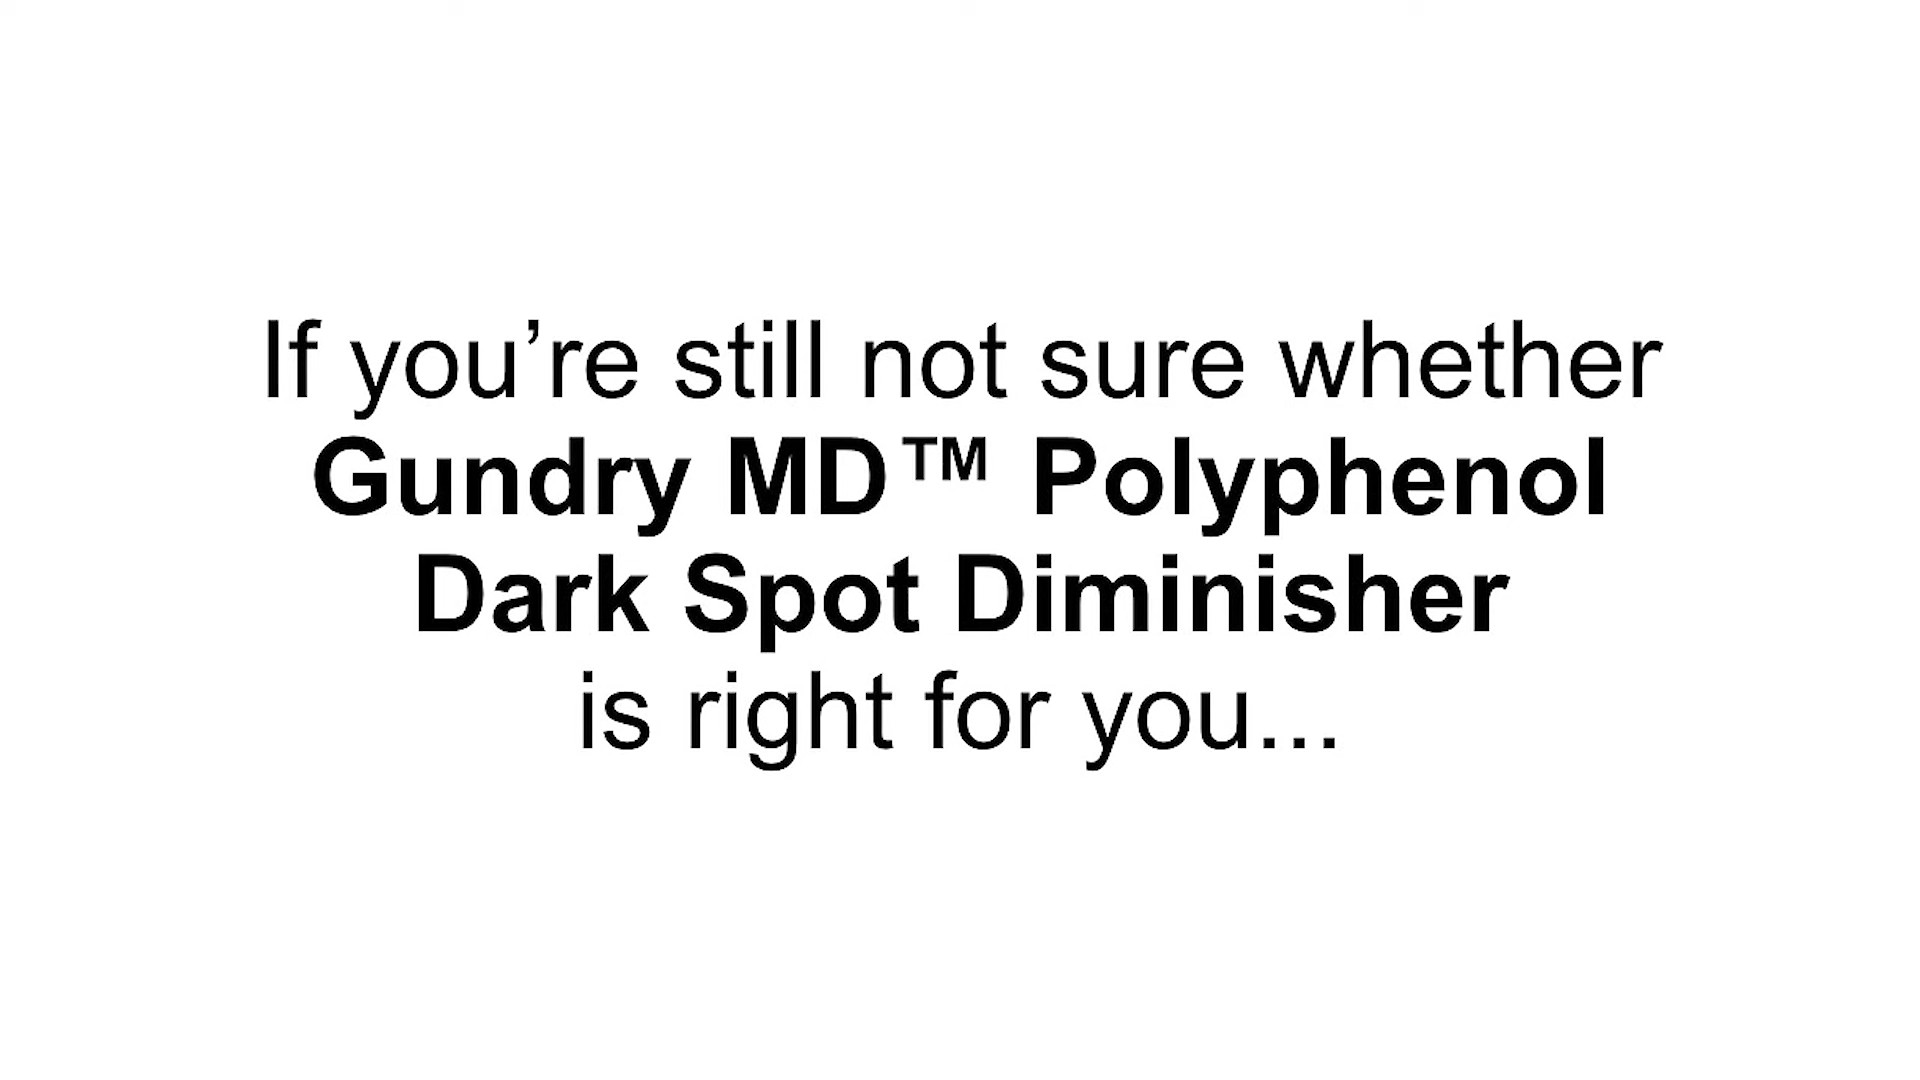 If you’re still not sure whether
Gundry MD™ Polyphenol
Dark Spot Diminisher
is right for you...